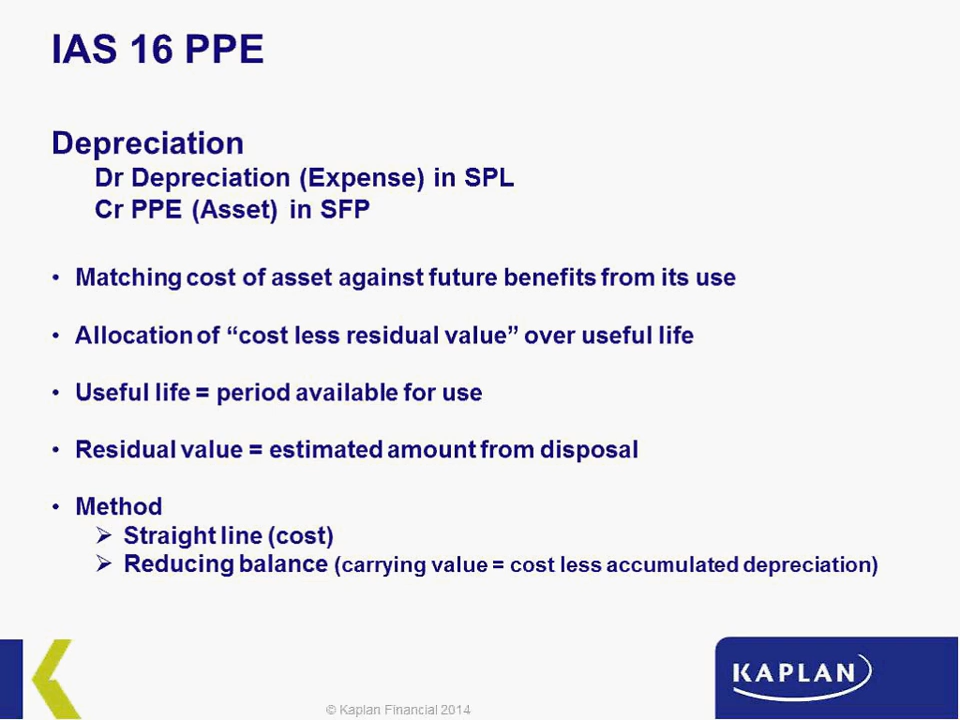 IAS 16 PPE
Depreciation
Dr Depreciation (Expense) in SPL
Cr PPE (Asset) in SFP
• Matching cost of asset against future benefits from its use
• Allocation of “cost less residual value” over useful life
• Useful life = period available for use
• Residual value = estimated amount from disposal
• Method
➢ Straight line (cost)
➢ Reducing balance (carrying value = cost less accumulated depreciation)
KAPLAN
© Kaplan Financial 2014